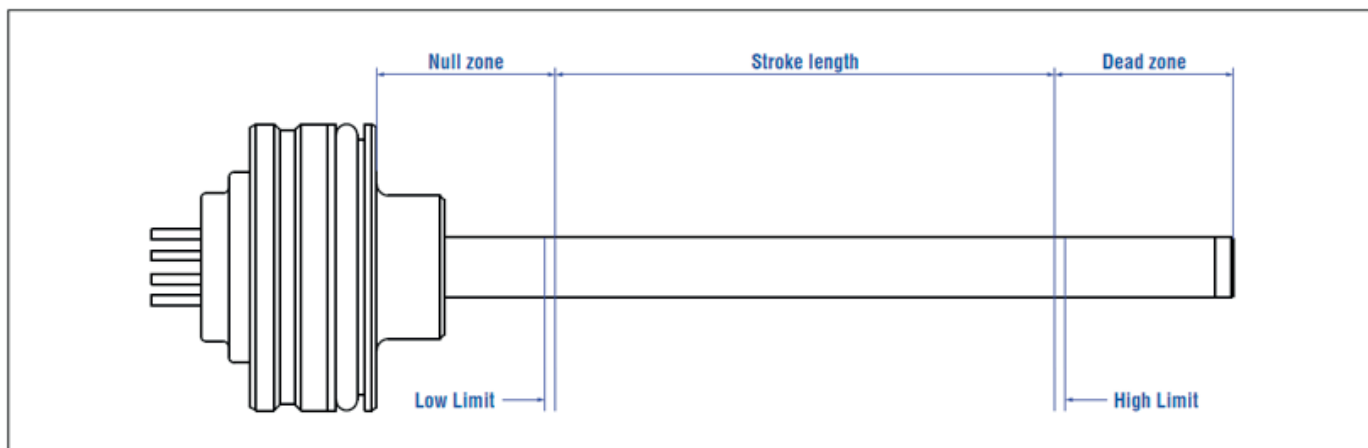 Null zone
Stroke length
Dead zone
Low Limit
High Limit